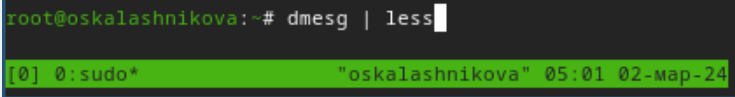 root@oskalashnikova:~# dmesg | less
[0] 0:sudo* "oskalashnikova" 05:01 02-мар-24